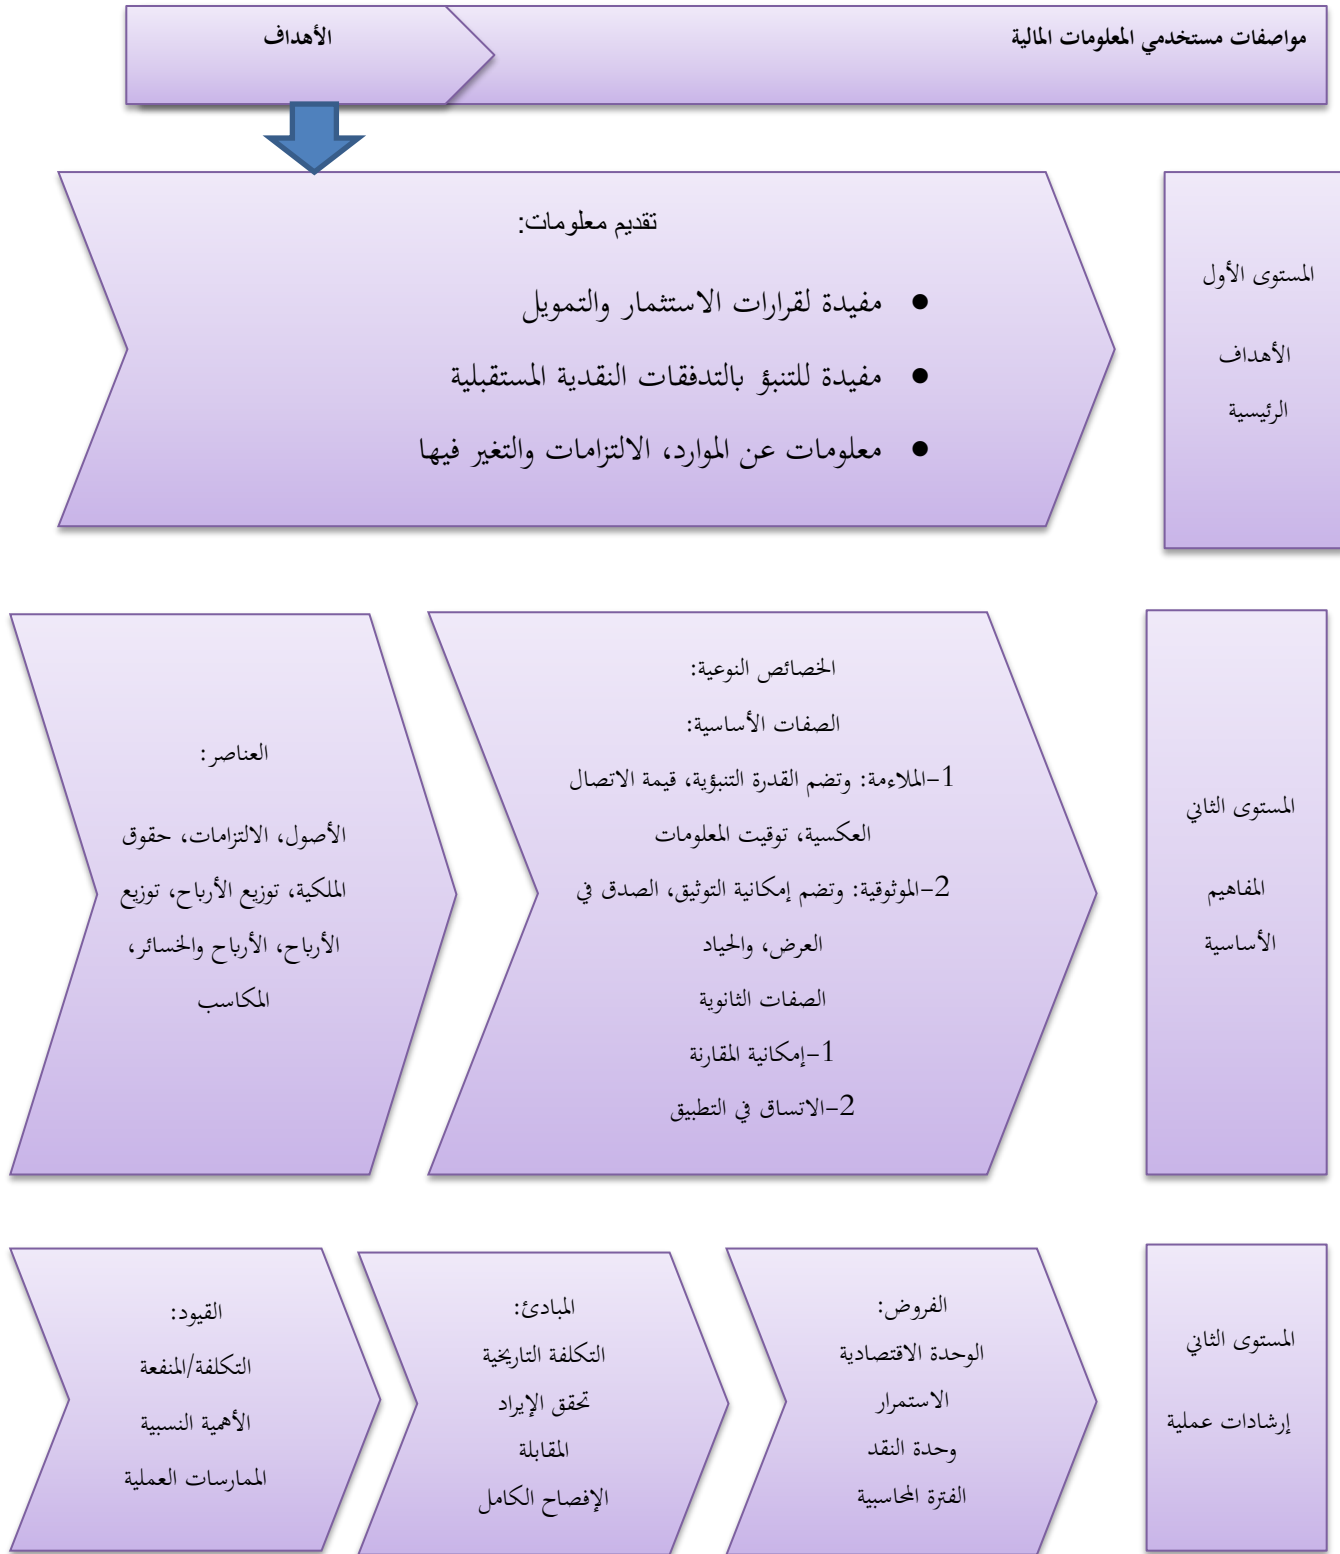 مواصفات مستخدمي المعلومات المالية
الأهداف
المستوى الأول
الأهداف
الرئيسية
تقديم معلومات:
● مفيدة لقرارات الاستثمار والتمويل
● مفيدة للتنبؤ بالتدفقات النقدية المستقبلية
● معلومات عن الموارد، الالتزامات والتغير فيها
المستوى الثاني
المفاهيم
الأساسية
الخصائص النوعية:
الصفات الأساسية:
1-الملاءمة: وتضم القدرة التنبؤية، قيمة الاتصال
العكسية، توقيت المعلومات
2-الموثوقية: وتضم إمكانية التوثيق، الصدق في
العرض، والحياد
الصفات الثانوية
1-إمكانية المقارنة
2-الاتساق في التطبيق
العناصر:
الأصول، الالتزامات، حقوق
الملكية، توزيع الأرباح، توزيع
الأرباح، الأرباح والخسائر،
المكاسب
المستوى الثاني
إرشادات عملية
الفروض:
الوحدة الاقتصادية
الاستمرار
وحدة النقد
الفترة المحاسبية
المبادئ:
التكلفة التاريخية
تحقق الإيراد
المقابلة
الإفصاح الكامل
القيود:
التكلفة/المنفعة
الأهمية النسبية
الممارسات العملية